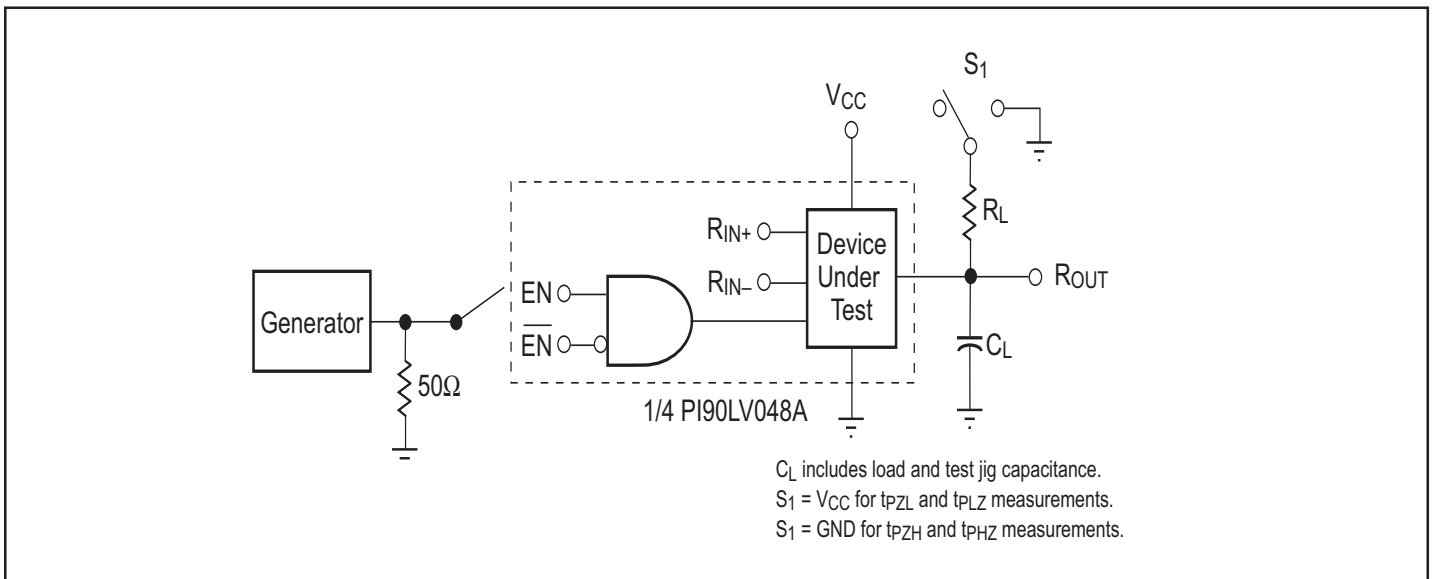 S1
VCC
RL
RIN+
Device
Under
Test
RIN–
ROUT
EN
Generator
EN
CL
50Ω
1/4 PI90LV048A
CL includes load and test jig capacitance.
S1 = VCC for tPZL and tPLZ measurements.
S1 = GND for tPZH and tPHZ measurements.